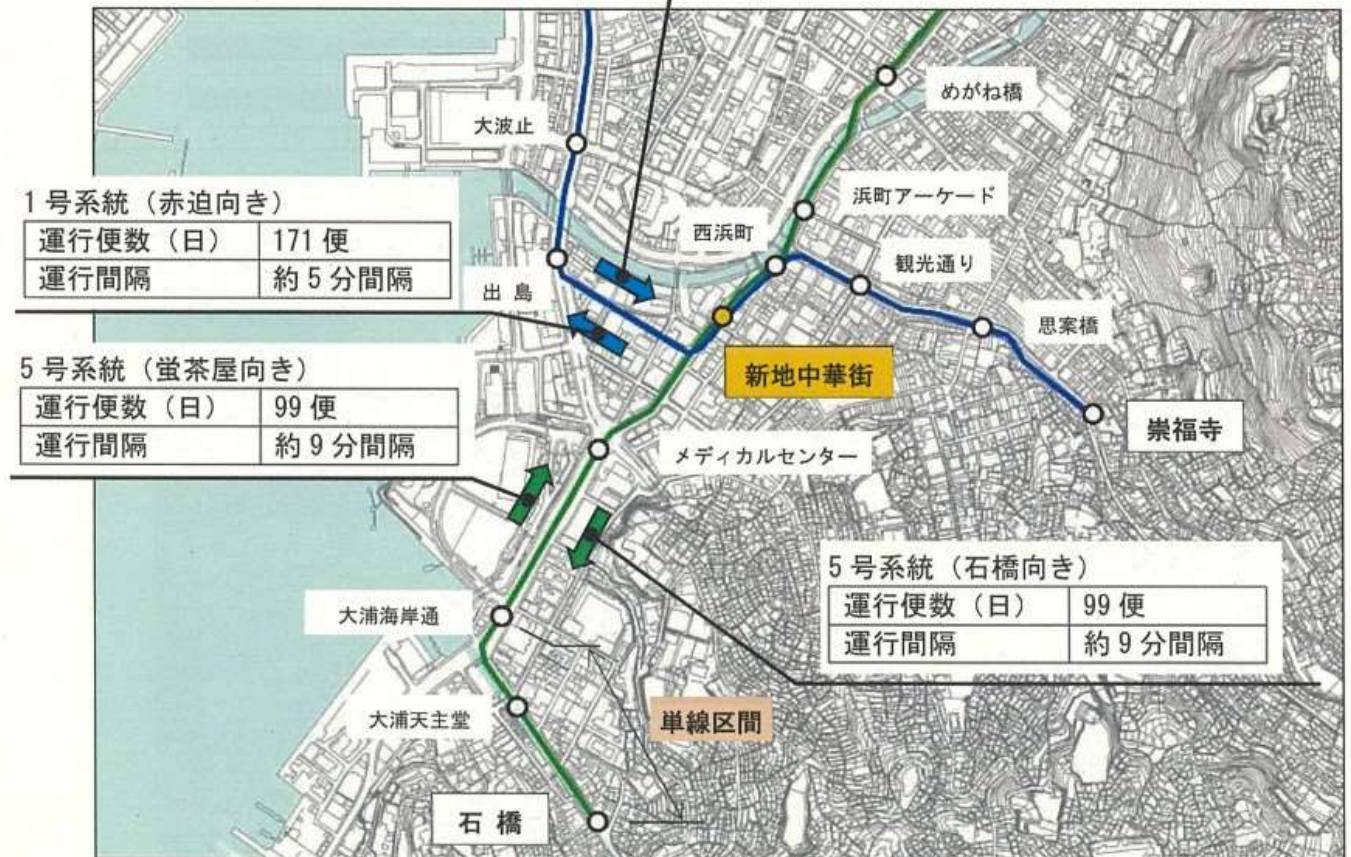 めがね橋
大波止
1号系統（赤迫向き）
運行便数（日） 171便
運行間隔 約5分間隔
浜町アーケード
西浜町
観光通り
出島
思案橋
5号系統（蛍茶屋向き）
運行便数（日） 99便
運行間隔 約9分間隔
新地中華街
崇福寺
メディカルセンター
5号系統（石橋向き）
運行便数（日） 99便
運行間隔 約9分間隔
大浦海岸通
大浦天主堂
単線区間
石橋